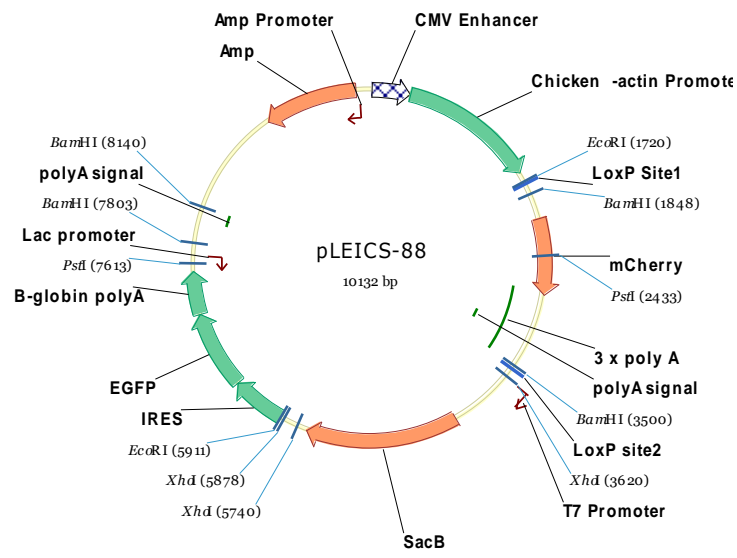 Amp Promoter
CMV Enhancer
Amp
Chicken -actin Promote
BamHI (8140)
EcoRI (1720)
polyA signal
LoxP Site1
BamHI (7803)
BamHI (1848)
Lac promoter
pLEICS-88
mCherry
PstI (7613)
10132 bp
PstI (2433)
B-globin polyA
3 x poly A
EGFP
polyA signal
IRES
BamHI (3500)
EcoRI (5911)
LoxP site2
XhoI (5878)
XhoI (3620)
XhoI (5740)
T7 Promoter
SacB